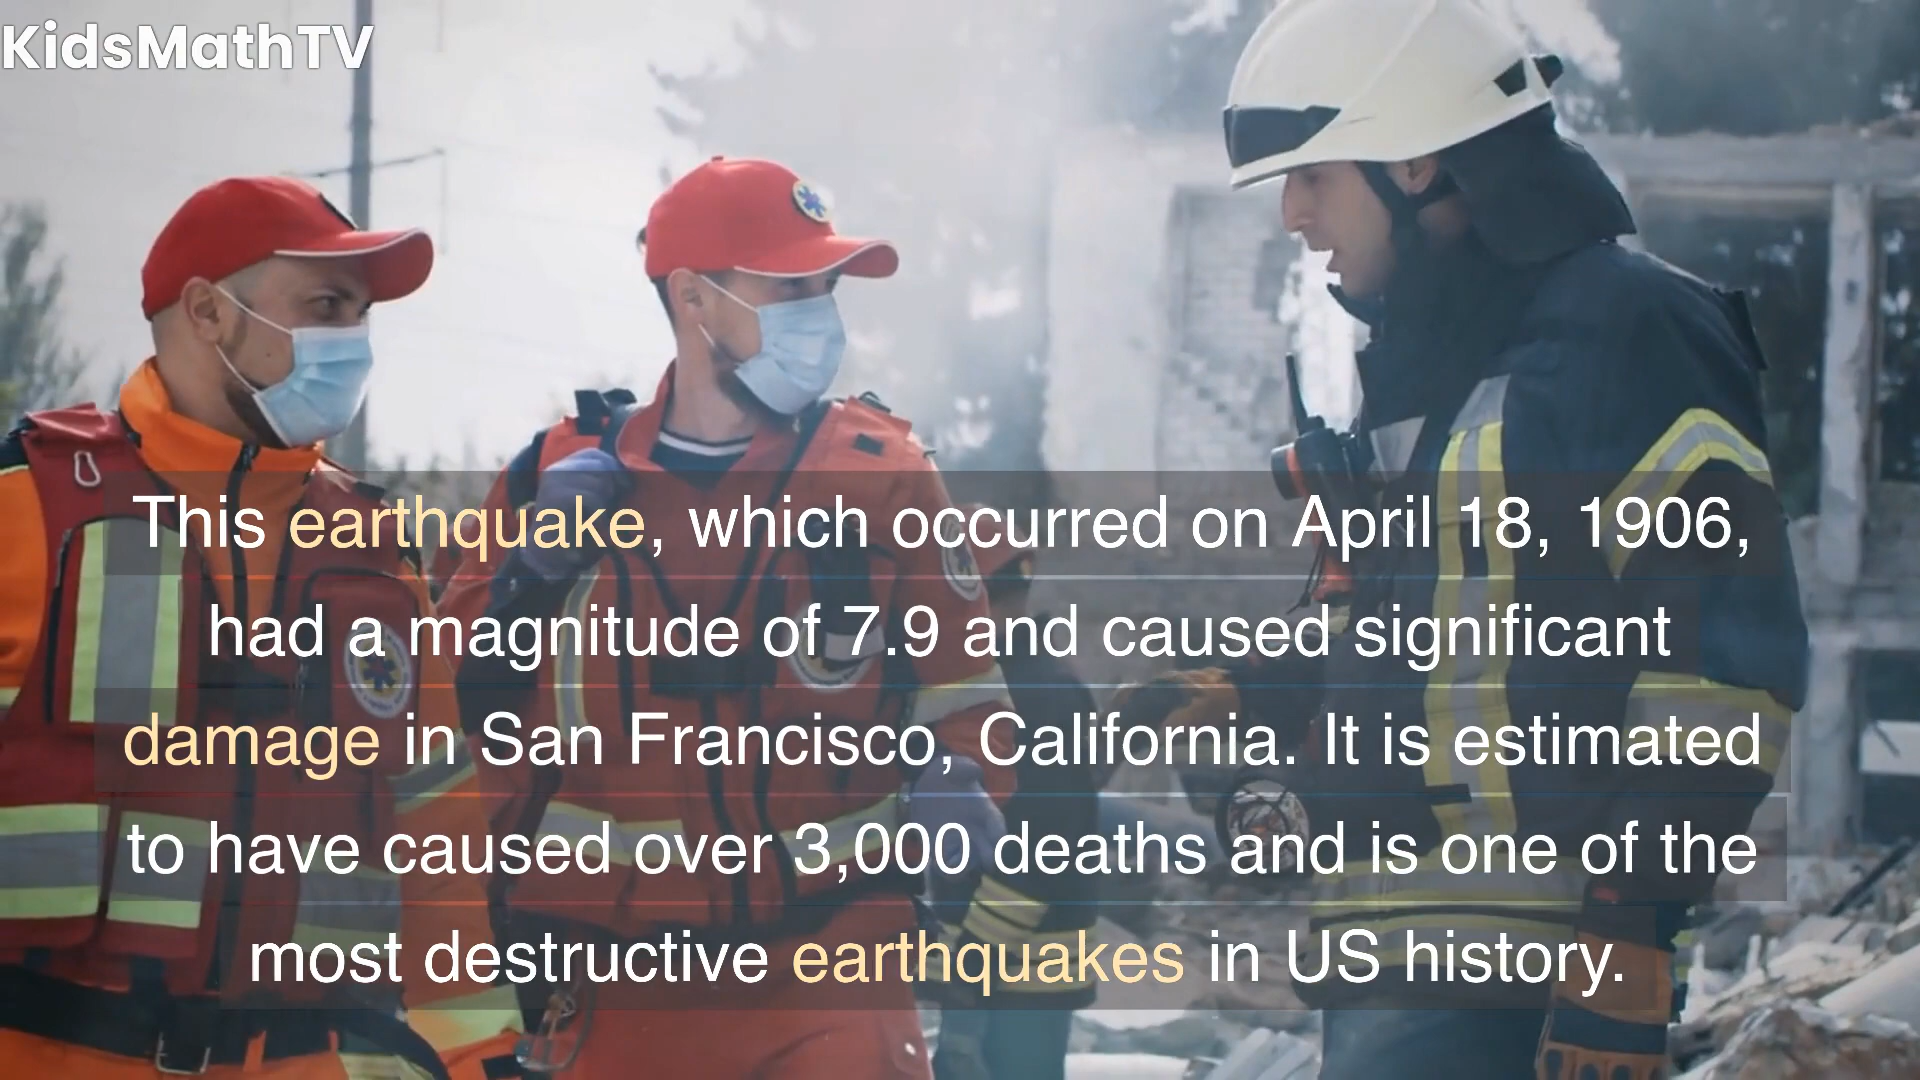 KidsMathTV
This earthquake, which occurred on April 18, 1906,
had a magnitude of 7.9 and caused significant
damage in San Francisco, California. It is estimated
to have caused over 3,000 deaths and is one of the
most destructive earthquakes in US history.